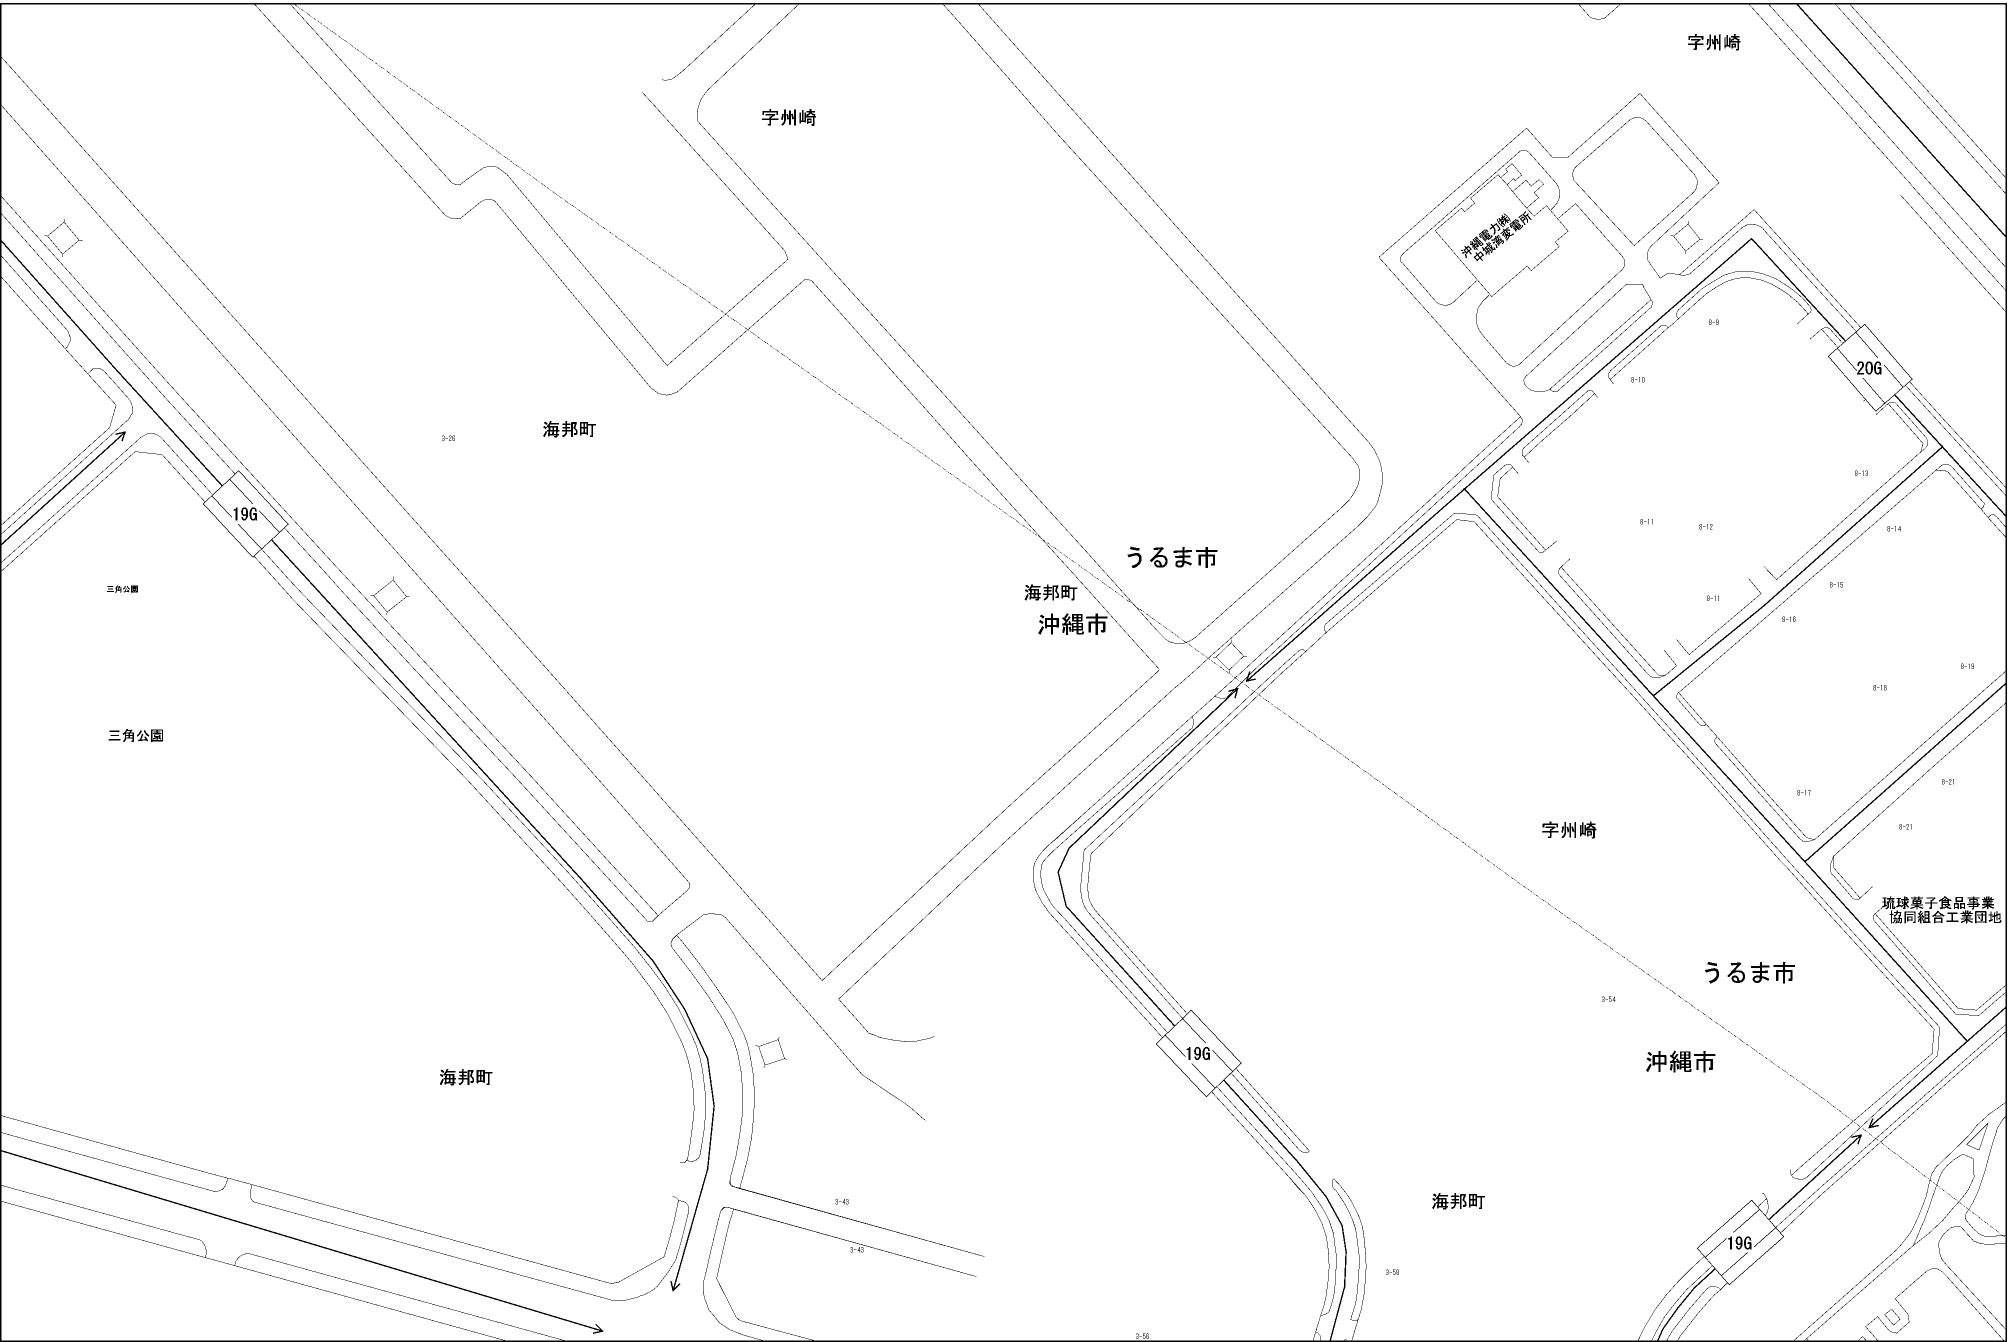 字州崎
字州崎
沖縄電力㈱
中城湾変電所
8-9
20G
8-10
海邦町
3-26
8-13
19G
8-11
8-12
8-14
うるま市
三角公園
海邦町
8-15
8-11
沖縄市
8-16
8-19
8-18
三角公園
8-21
8-17
字州崎
8-21
琉球菓子食品事業
協同組合工業団地
うるま市
3-54
19G
沖縄市
海邦町
3-43
海邦町
19G
3-43
3-58
3-56